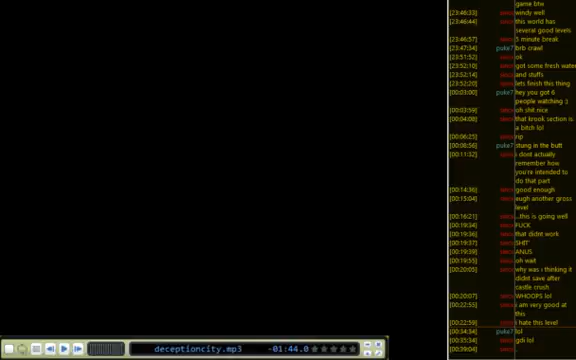 game btw
[23:46:33] windy well
[23:46:44] this world has
several good levels
[23:46:57] 5 minute break
[23:47:34] puke7 brb crawl
[23:51:52] ok
[23:52:10] got some fresh water
[23:52:14] and stuffs
[23:52:20] lets finish this thing
[00:03:00] puke7 hey you got 6
people watching :)
[00:03:59] oh shit nice
[00:04:08] that krook section is
a bitch lol
[00:06:25] rip
[00:08:56] puke7 stung in the butt
[00:11:32] i dont actually
remember how
you're intended to
do that part
[00:14:36] good enough
[00:15:04] eugh another gross
level
[00:16:21] ...this is going well
[00:19:34] FUCK
[00:19:36] that didnt work
[00:19:37] SHIT
[00:19:39] ANUS
[00:19:55] oh wait
[00:20:05] why was i thinking it
didnt save after
castle crush
[00:20:07] WHOOPS lol
[00:22:55] i am very good at
this
[00:22:59] i hate this level
[00:34:34] puke7 lol
[00:35:34] gdi lol
[00:39:04]
deceptioncity.mp3 -01:44.0